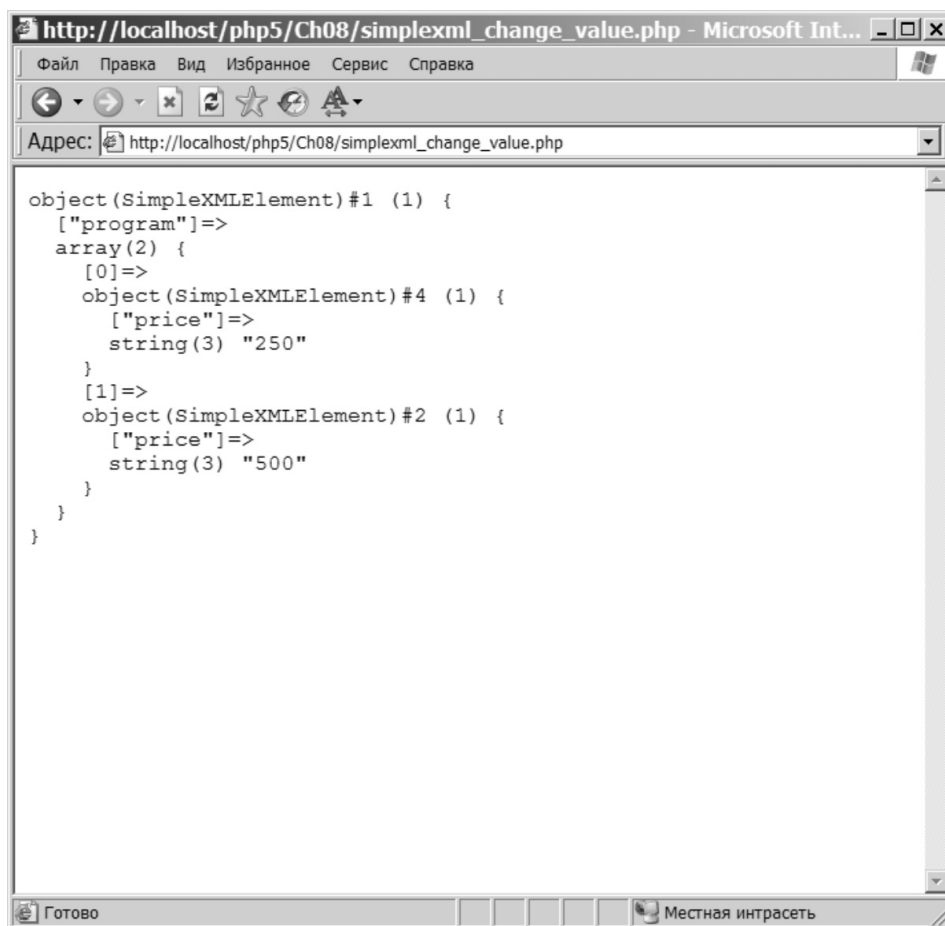 http://localhost/php5/Ch08/simplexml_change_value.php - Microsoft Int...
Файл Правка Вид Избранное Сервис Справка
Адрес: http://localhost/php5/Ch08/simplexml_change_value.php
object(SimpleXMLElement)#1 (1) {
  ["program"]=>
  array(2) {
    [0]=>
    object(SimpleXMLElement)#4 (1) {
      ["price"]=>
      string(3) "250"
    }
    [1]=>
    object(SimpleXMLElement)#2 (1) {
      ["price"]=>
      string(3) "500"
    }
  }
}
Готово Местная интрасеть